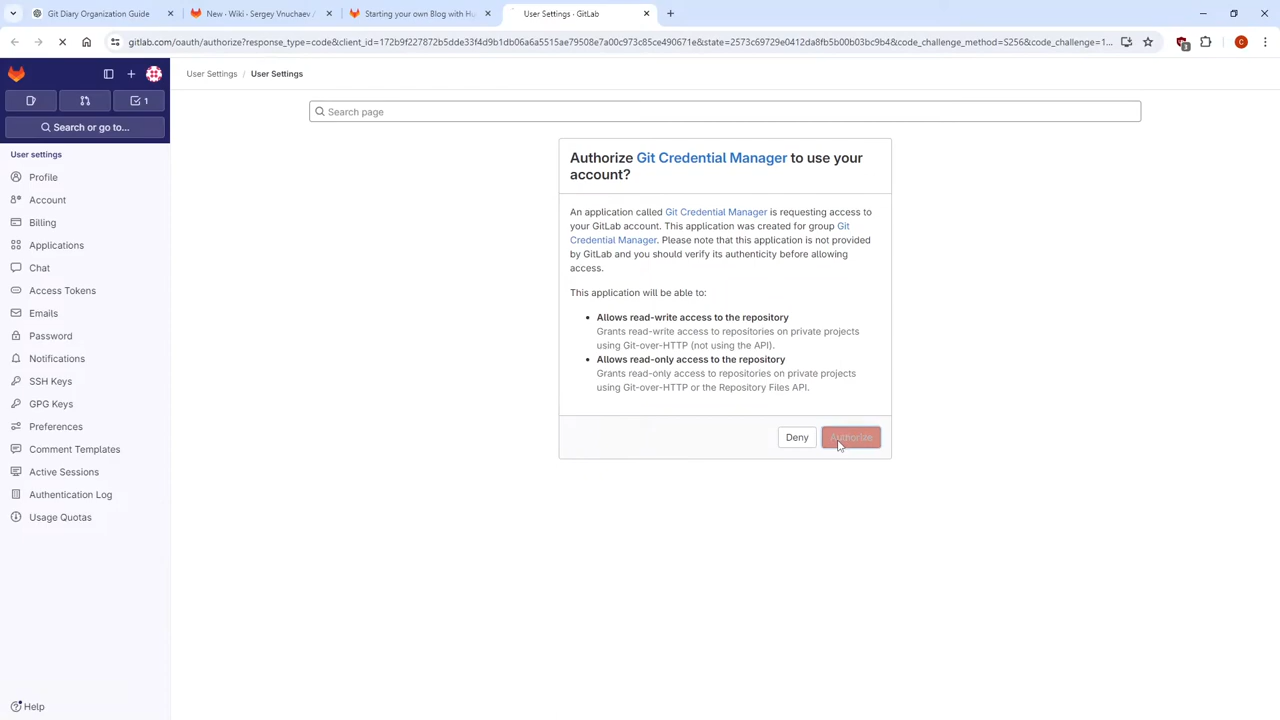 Git Diary Organization Guide
New · Wiki · Sergey Vnuchaev /
Starting your own Blog with Hu
User Settings · GitLab
gitlab.com/oauth/authorize?response_type=code&client_id=172b9f227872b5dde33f4d9b1db06a6a5515ae79508e7a00c973c85ce490671e&state=2573c69729e0412da8fb5b00b03bc9b4&code_challenge_method=S256&code_challenge=1...
1
C
1
Search or go to...
User settings
Profile
Account
Billing
Applications
Chat
Access Tokens
Emails
Password
Notifications
SSH Keys
GPG Keys
Preferences
Comment Templates
Active Sessions
Authentication Log
Usage Quotas
Help
User Settings / User Settings
Search page
Authorize Git Credential Manager to use your
account?
An application called Git Credential Manager is requesting access to
your GitLab account. This application was created for group Git
Credential Manager. Please note that this application is not provided
by GitLab and you should verify its authenticity before allowing
access.
This application will be able to:
• Allows read-write access to the repository
Grants read-write access to repositories on private projects
using Git-over-HTTP (not using the API).
• Allows read-only access to the repository
Grants read-only access to repositories on private projects
using Git-over-HTTP or the Repository Files API.
Deny Authorize